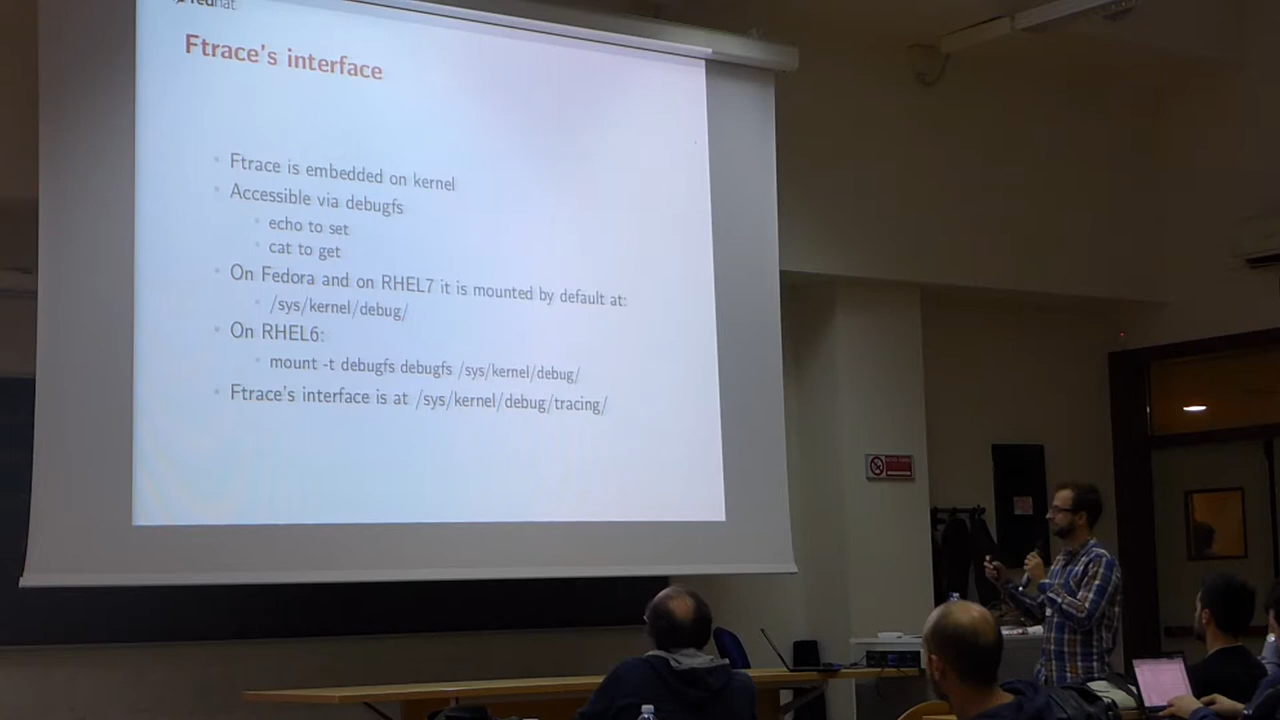 redhat
Ftrace's interface
Ftrace is embedded on kernel
Accessible via debugfs
echo to set
cat to get
On Fedora and on RHEL7 it is mounted by default at:
/sys/kernel/debug/
On RHEL6:
mount -t debugfs debugfs /sys/kernel/debug/
Ftrace's interface is at /sys/kernel/debug/tracing/